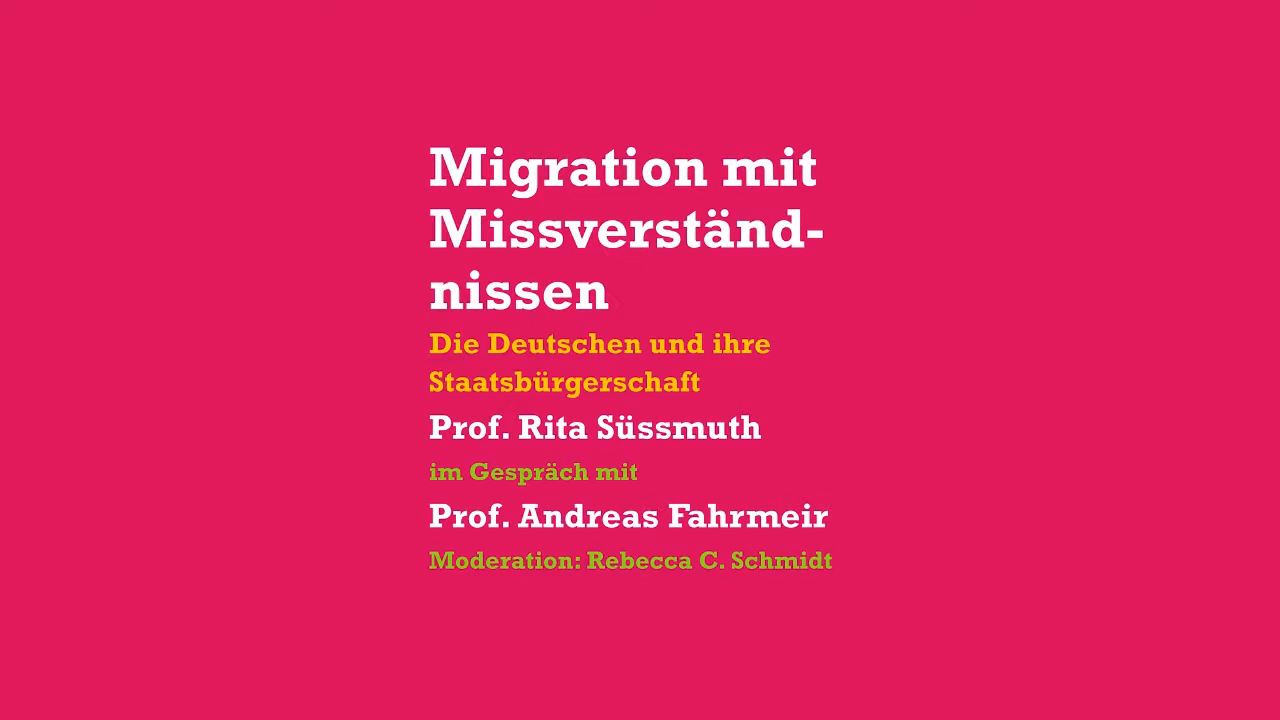 Migration mit
Missverständ-
nissen
Die Deutschen und ihre
Staatsbürgerschaft
Prof. Rita Süssmuth
im Gespräch mit
Prof. Andreas Fahrmeir
Moderation: Rebecca C. Schmidt